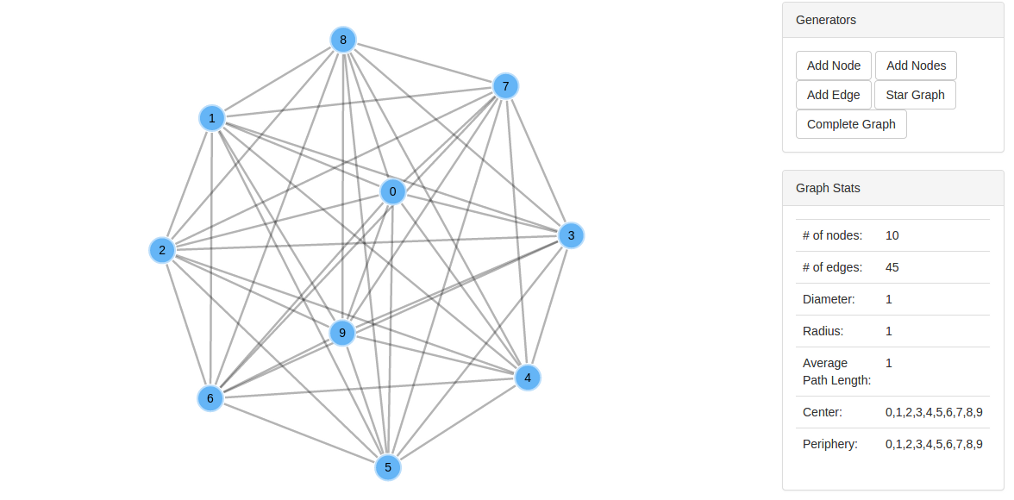 8
7
1
0
3
2
9
4
6
5
Generators
Add Node Add Nodes
Add Edge Star Graph
Complete Graph
Graph Stats
# of nodes: 10
# of edges: 45
Diameter: 1
Radius: 1
Average 1
Path Length:
Center: 0,1,2,3,4,5,6,7,8,9
Periphery: 0,1,2,3,4,5,6,7,8,9